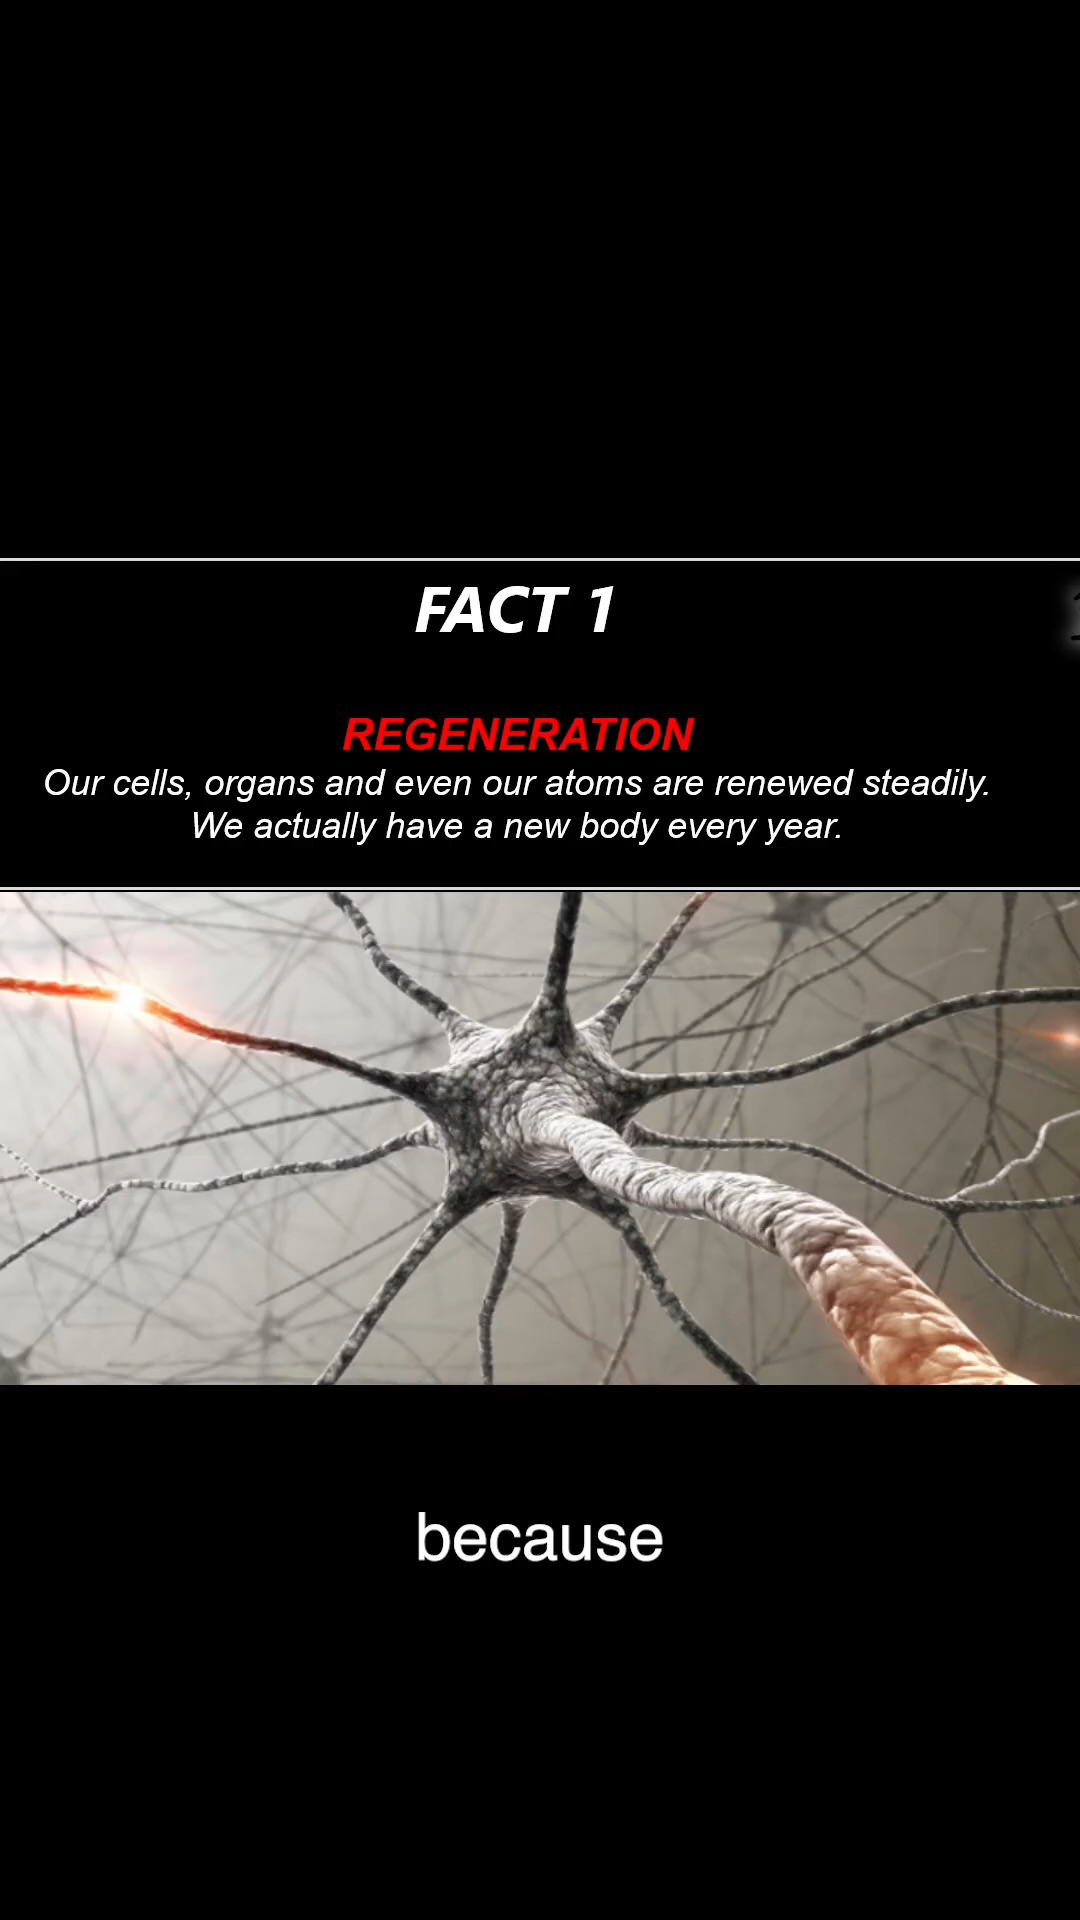 FACT 1
REGENERATION
Our cells, organs and even our atoms are renewed steadily.
We actually have a new body every year.
because